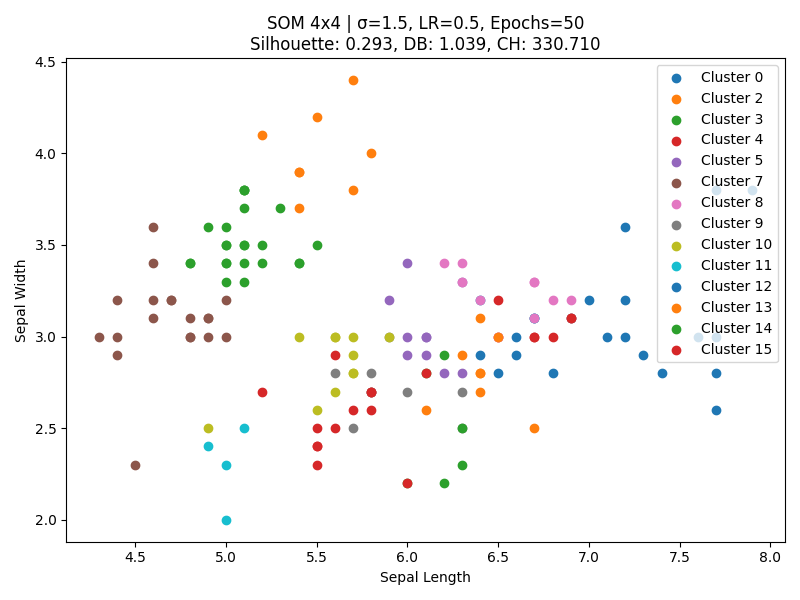 SOM 4x4 | σ=1.5, LR=0.5, Epochs=50
Silhouette: 0.293, DB: 1.039, CH: 330.710
Cluster 0
Cluster 2
Cluster 3
Cluster 4
Cluster 5
Cluster 7
Cluster 8
Cluster 9
Cluster 10
Cluster 11
Cluster 12
Cluster 13
Cluster 14
Cluster 15
Sepal Width
4.5
4.0
3.5
3.0
2.5
2.0
4.5 5.0 5.5 6.0 6.5 7.0 7.5 8.0
Sepal Length